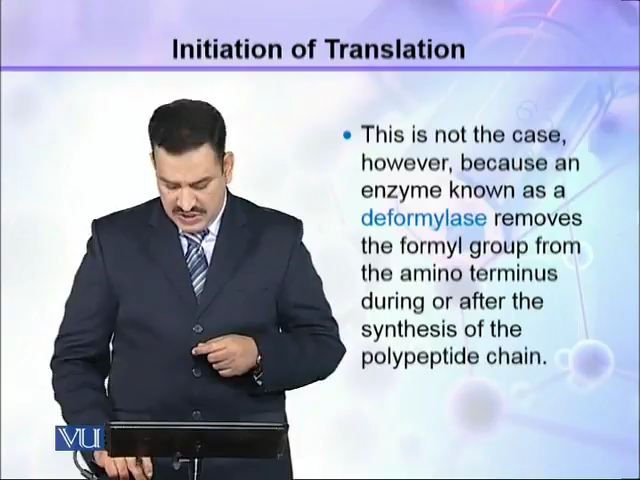 Initiation of Translation
• This is not the case,
however, because an
enzyme known as a
deformylase removes
the formyl group from
the amino terminus
during or after the
synthesis of the
polypeptide chain.
VU